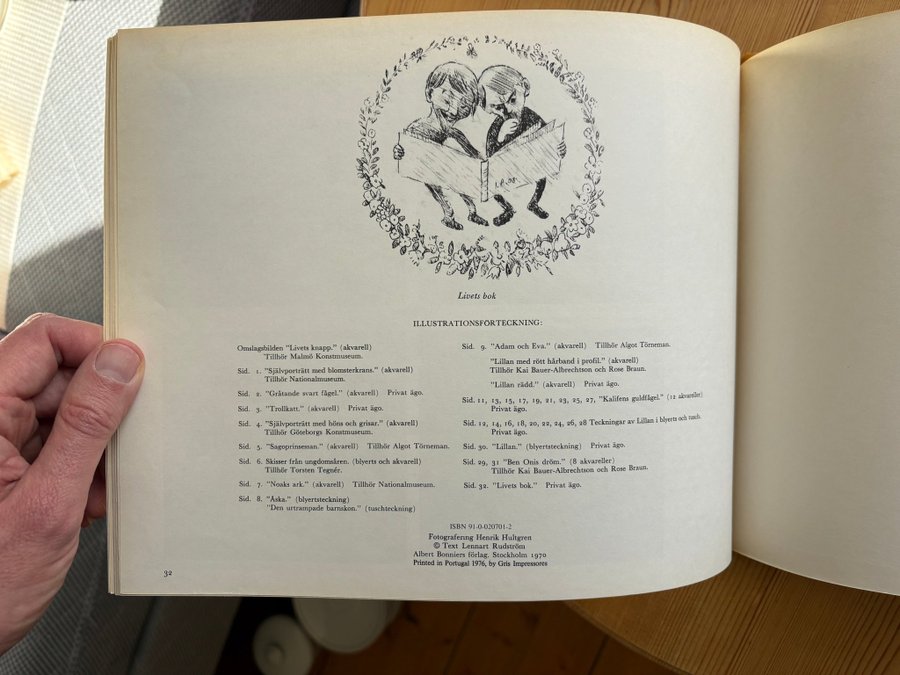 I.A.-98.
Livets bok
ILLUSTRATIONSFÖRTECKNING:
Omslagsbilden "Livets knapp." (akvarell)
Tillhör Malmö Konstmuseum.
Sid. 1. "Självporträtt med blomsterkrans." (akvarell)
Tillhör Nationalmuseum.
Sid. 2. "Gråtande svart fågel." (akvarell) Privat ägo.
Sid. 3. "Trollkatt." (akvarell) Privat ägo.
Sid. 4. "Självporträtt med höns och grisar." (akvarell)
Tillhör Göteborgs Konstmuseum.
Sid. 5. "Sagoprinsessan." (akvarell) Tillhör Algot Törneman.
Sid. 6. Skisser från ungdomsåren. (blyerts och akvarell)
Tillhör Torsten Tegnér.
Sid. 7. "Noaks ark." (akvarell) Tillhör Nationalmuseum.
Sid. 8. "Åska." (blyertsteckning)
"Den urtrampade barnskon." (tuschteckning)
Sid. 9. "Adam och Eva." (akvarell) Tillhör Algot Törneman.
"Lillan med rött hårband i profil." (akvarell)
Tillhör Kai Bauer-Albrechtson och Rose Braun.
"Lillan rädd." (akvarell) Privat ägo.
Sid. 11, 13, 15, 17, 19, 21, 23, 25, 27, "Kalifens guldfågel." (12 akvareller)
Privat ägo.
Sid. 12, 14, 16, 18, 20, 22, 24, 26, 28 Teckningar av Lillan i blyerts och tusch.
Privat ägo.
Sid. 30. "Lillan." (blyertsteckning) Privat ägo.
Sid. 29, 31 "Ben Onis dröm." (8 akvareller)
Tillhör Kai Bauer-Albrechtson och Rose Braun.
Sid. 32. "Livets bok." Privat ägo.
ISBN 91-0-020701-2
Fotografering Henrik Hultgren
© Text Lennart Rudström
Albert Bonniers förlag. Stockholm 1970
Printed in Portugal 1976, by Gris Impressores
32